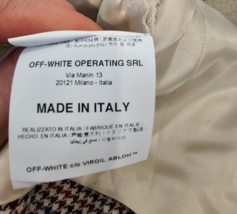 OFF-WHITE OPERATING SRL
Via Manin 13
20121 Milano - Italia
MADE IN ITALY
REALIZZATO IN ITALIA / FABRIQUÉ EN ITALIE /
HECHO EN ITALIA /
OFF-WHITE c/o VIRGIL ABLOH™